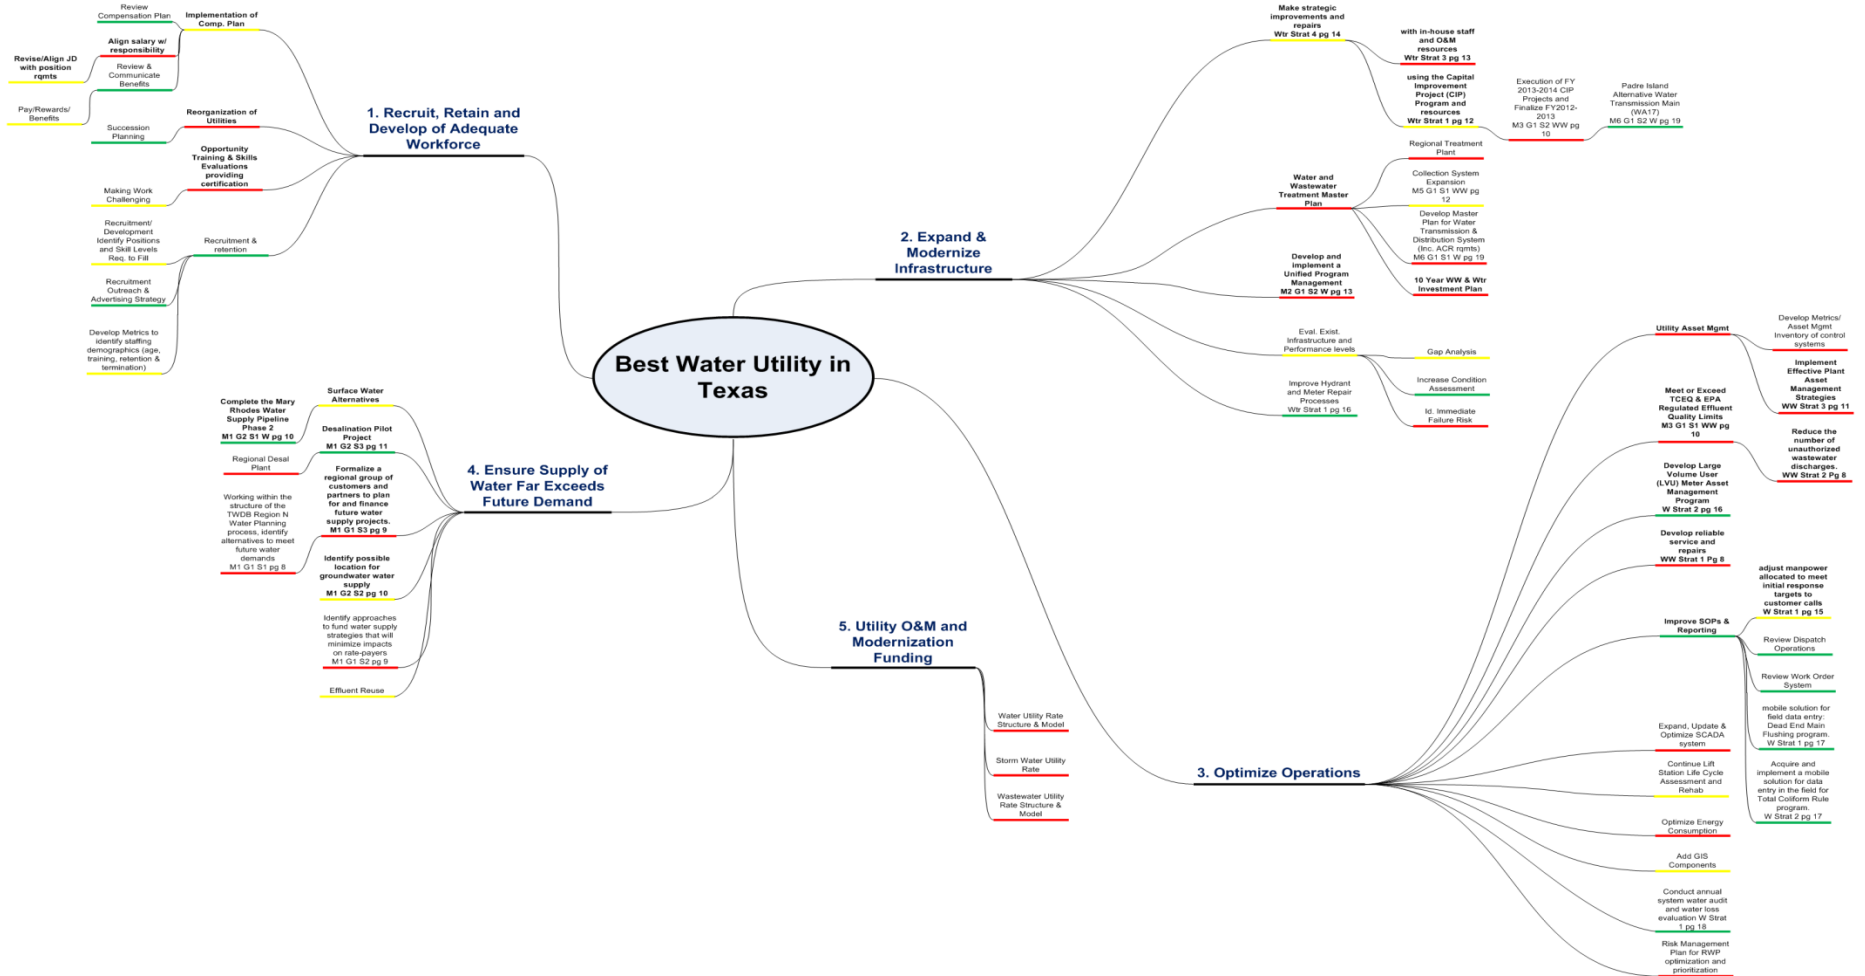 Best Water Utility in
Texas
1. Recruit, Retain and
Develop of Adequate
Workforce
Implementation of
Comp. Plan
Review
Compensation Plan
Align salary w/
responsibility
Revise/Align JD
with position
rqmnts
Review &
Communicate
Benefits
Pay/Rewards/
Benefits
Reorganization of
Utilities
Succession
Planning
Opportunity
Training & Skills
Evaluations
providing
certification
Making Work
Challenging
Recruitment &
retention
Recruitment/
Development
Identify Positions
and Skill Levels
Req. to Fill
Recruitment
Outreach &
Advertising Strategy
Develop Metrics to
identify staffing
demographics (age,
training, retention &
termination)
2. Expand &
Modernize
Infrastructure
Make strategic
improvements and
repairs
Wtr Strat 4 pg 14
with in-house staff
and O&M
resources
Wtr Strat 3 pg 13
using the Capital
Improvement
Project (CIP)
Program and
resources
Wtr Strat 1 pg 12
Execution of FY
2013-2014 CIP
Projects and
Finalize FY2012-
2013
M3 G1 S2 WW pg
10
Padre Island
Alternative Water
Transmission Main
(WA17)
M6 G1 S2 W pg 19
Water and
Wastewater
Treatment Master
Plan
Regional Treatment
Plant
Collection System
Expansion
M5 G1 S1 WW pg
12
Develop Master
Plan for Water
Transmission &
Distribution System
(Inc. ACR rqmts)
M6 G1 S1 W pg 19
10 Year WW & Wtr
Investment Plan
Develop and
implement a
Unified Program
Management
M2 G1 S2 W pg 13
Eval. Exist.
Infrastructure and
Performance levels
Gap Analysis
Increase Condition
Assessment
Id. Immediate
Failure Risk
Improve Hydrant
and Meter Repair
Processes
Wtr Strat 1 pg 16
3. Optimize Operations
Utility Asset Mgmt
Develop Metrics/
Asset Mgmt
Inventory of control
systems
Implement
Effective Plant
Asset
Management
Strategies
WW Strat 3 pg 11
Meet or Exceed
TCEQ & EPA
Regulated Effluent
Quality Limits
M3 G1 S1 WW pg
10
Reduce the
number of
unauthorized
wastewater
discharges.
WW Strat 2 Pg 8
Develop Large
Volume User
(LVU) Meter Asset
Management
Program
W Strat 2 pg 16
Develop reliable
service and
repairs
WW Strat 1 Pg 8
Improve SOPs &
Reporting
adjust manpower
allocated to meet
initial response
targets to
customer calls
W Strat 1 pg 15
Review Dispatch
Operations
Review Work Order
System
mobile solution for
field data entry:
Dead End Main
Flushing program.
W Strat 1 pg 17
Acquire and
implement a mobile
solution for data
entry in the field for
Total Coliform Rule
program.
W Strat 2 pg 17
Expand, Update &
Optimize SCADA
system
Continue Lift
Station Life Cycle
Assessment and
Rehab
Optimize Energy
Consumption
Add GIS
Components
Conduct annual
system water audit
and water loss
evaluation W Strat
1 pg 18
Risk Management
Plan for RWP
optimization and
prioritization
4. Ensure Supply of
Water Far Exceeds
Future Demand
Surface Water
Alternatives
Complete the Mary
Rhodes Water
Supply Pipeline
Phase 2
M1 G2 S1 W pg 10
Desalination Pilot
Project
M1 G2 S3 pg 11
Regional Desal
Plant
Formalize a
regional group of
customers and
partners to plan
for and finance
future water
supply projects.
M1 G1 S3 pg 9
Working within the
structure of the
TWDB Region N
Water Planning
process, identify
alternatives to meet
future water
demands
M1 G1 S1 pg 8
Identify possible
location for
groundwater water
supply
M1 G2 S2 pg 10
Identify approaches
to fund water supply
strategies that will
minimize impacts
on rate-payers
M1 G1 S2 pg 9
Effluent Reuse
5. Utility O&M and
Modernization
Funding
Water Utility Rate
Structure & Model
Storm Water Utility
Rate
Wastewater Utility
Rate Structure &
Model